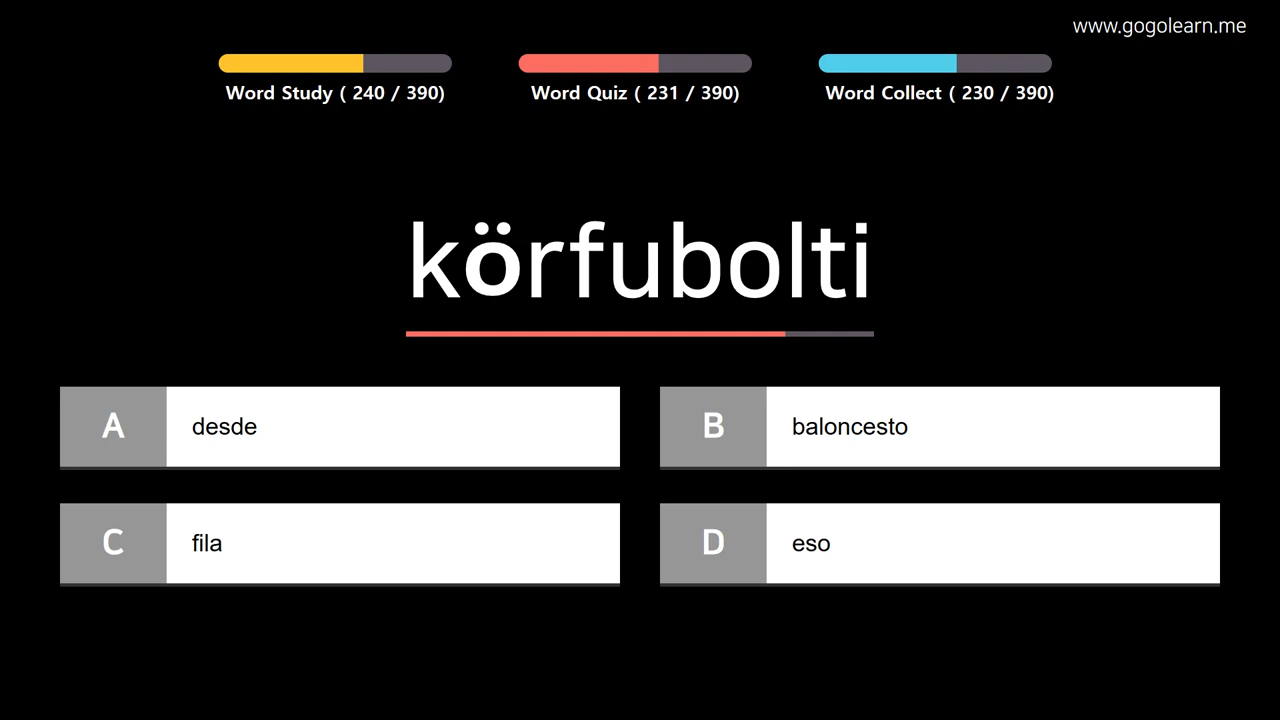 www.gogolearn.me
Word Study ( 240 / 390)
Word Quiz ( 231 / 390)
Word Collect ( 230 / 390)
körfubolti
A desde
B baloncesto
C fila
D eso